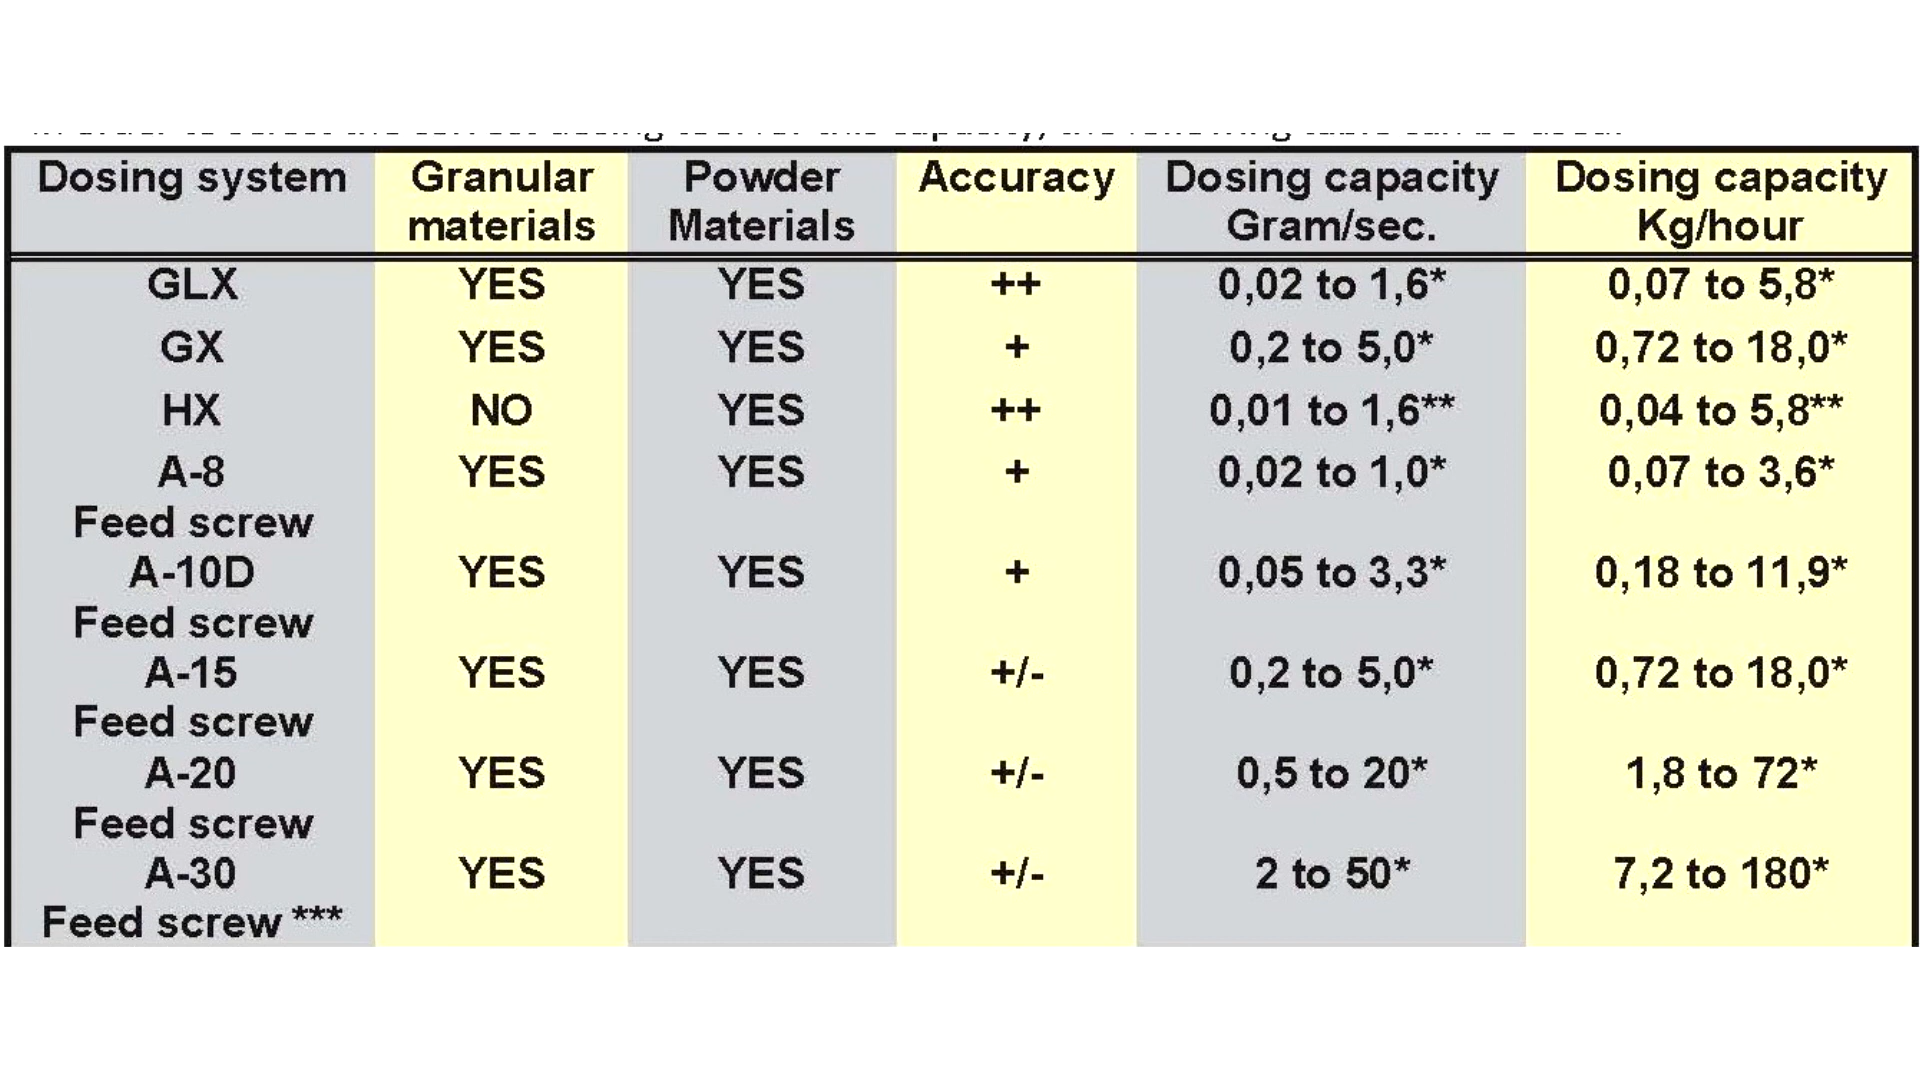 Dosing system Granular materials Powder Materials Accuracy Dosing capacity Gram/sec. Dosing capacity Kg/hour
GLX YES YES ++ 0,02 to 1,6* 0,07 to 5,8*
GX YES YES + 0,2 to 5,0* 0,72 to 18,0*
HX NO YES ++ 0,01 to 1,6** 0,04 to 5,8**
A-8 YES YES + 0,02 to 1,0* 0,07 to 3,6*
Feed screw
A-10D YES YES + 0,05 to 3,3* 0,18 to 11,9*
Feed screw
A-15 YES YES +/- 0,2 to 5,0* 0,72 to 18,0*
Feed screw
A-20 YES YES +/- 0,5 to 20* 1,8 to 72*
Feed screw
A-30 YES YES +/- 2 to 50* 7,2 to 180*
Feed screw ***